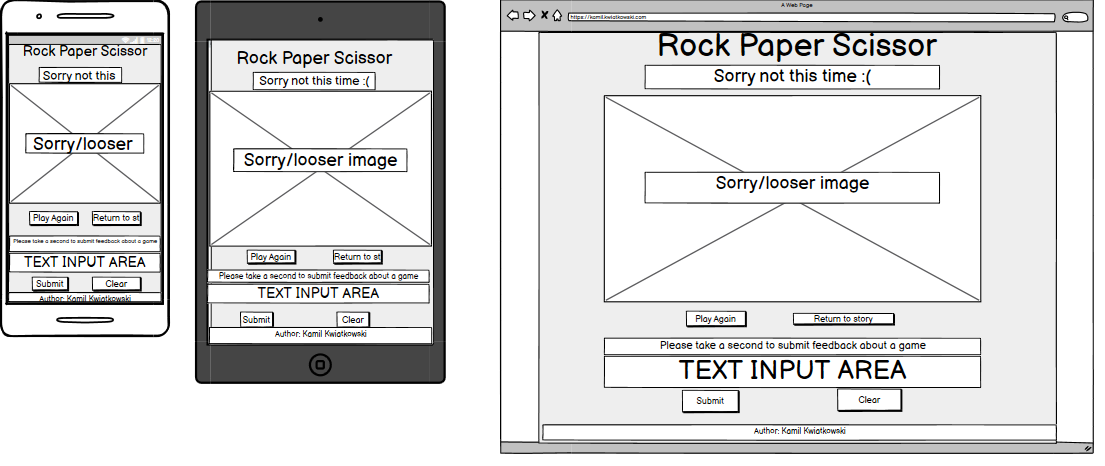 Rock Paper Scissor
Sorry not this
Sorry/looser
Play Again
Return to st
Please take a second to submit feedback about a game
TEXT INPUT AREA
Submit
Clear
Author: Kamil Kwiatkowski
Rock Paper Scissor
Sorry not this time :(
Sorry/looser image
Play Again
Return to st
Please take a second to submit feedback about a game
TEXT INPUT AREA
Submit
Clear
Author: Kamil Kwiatkowski
A Web Page
https://kamil.kwiatkowski.com
Rock Paper Scissor
Sorry not this time :(
Sorry/looser image
Play Again
Return to story
Please take a second to submit feedback about a game
TEXT INPUT AREA
Submit
Clear
Author: Kamil Kwiatkowski